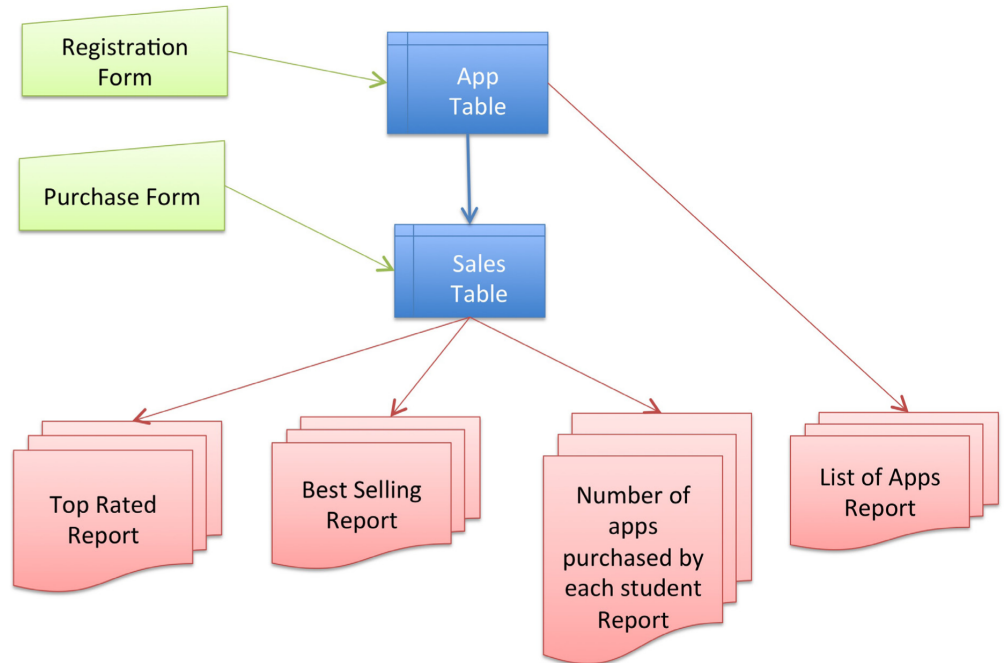 Registration
Form
App
Table
Purchase Form
Sales
Table
Top Rated
Report
Best Selling
Report
Number of
apps
purchased by
each student
Report
List of Apps
Report